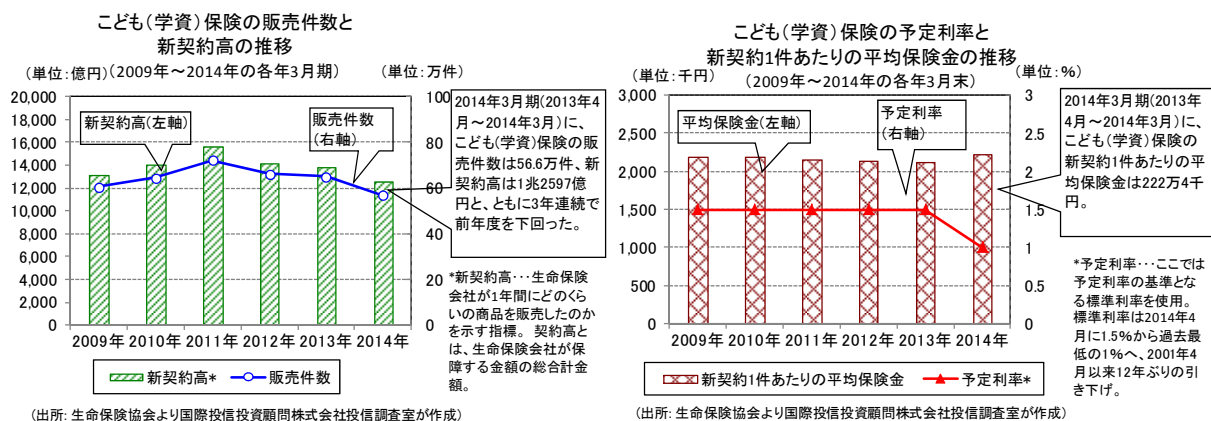 こども(学資)保険の販売件数と
新契約高の推移
(単位:億円)
(2009年～2014年の各年3月期)
(単位:万件)
20,000
18,000
16,000
14,000
12,000
10,000
8,000
6,000
4,000
2,000
0
100
80
60
40
20
0
新契約高(左軸)
販売件数
(右軸)
2009年
2010年
2011年
2012年
2013年
2014年
新契約高*
販売件数
2014年3月期(2013年4
月～2014年3月)に、
こども(学資)保険の販
売件数は56.6万件、新
契約高は1兆2597億
円と、ともに3年連続で
前年度を下回った。
*新契約高･･･生命保険
会社が1年間にどのくら
いの商品を販売したのか
を示す指標。 契約高と
は、生命保険会社が保
障する金額の総合計金
額。
(出所: 生命保険協会より国際投信投資顧問株式会社投信調査室が作成)
こども(学資)保険の予定利率と
新契約1件あたりの平均保険金の推移
(単位:千円)
(2009年～2014年の各年3月末)
(単位:%)
3,000
2,500
2,000
1,500
1,000
500
0
3
2.5
2
1.5
1
0.5
0
平均保険金(左軸)
予定利率
(右軸)
2009年
2010年
2011年
2012年
2013年
2014年
新契約1件あたりの平均保険金
予定利率*
2014年3月期(2013年
4月～2014年3月)に、
こども(学資)保険の
新契約1件あたりの平
均保険金は222万4千
円。
*予定利率･･･ここでは
予定利率の基準とな
る標準利率を使用。
標準利率は2014年4
月に1.5%から過去最
低の1%へ、2001年4
月以来12年ぶりの引
き下げ。
(出所: 生命保険協会より国際投信投資顧問株式会社投信調査室が作成)